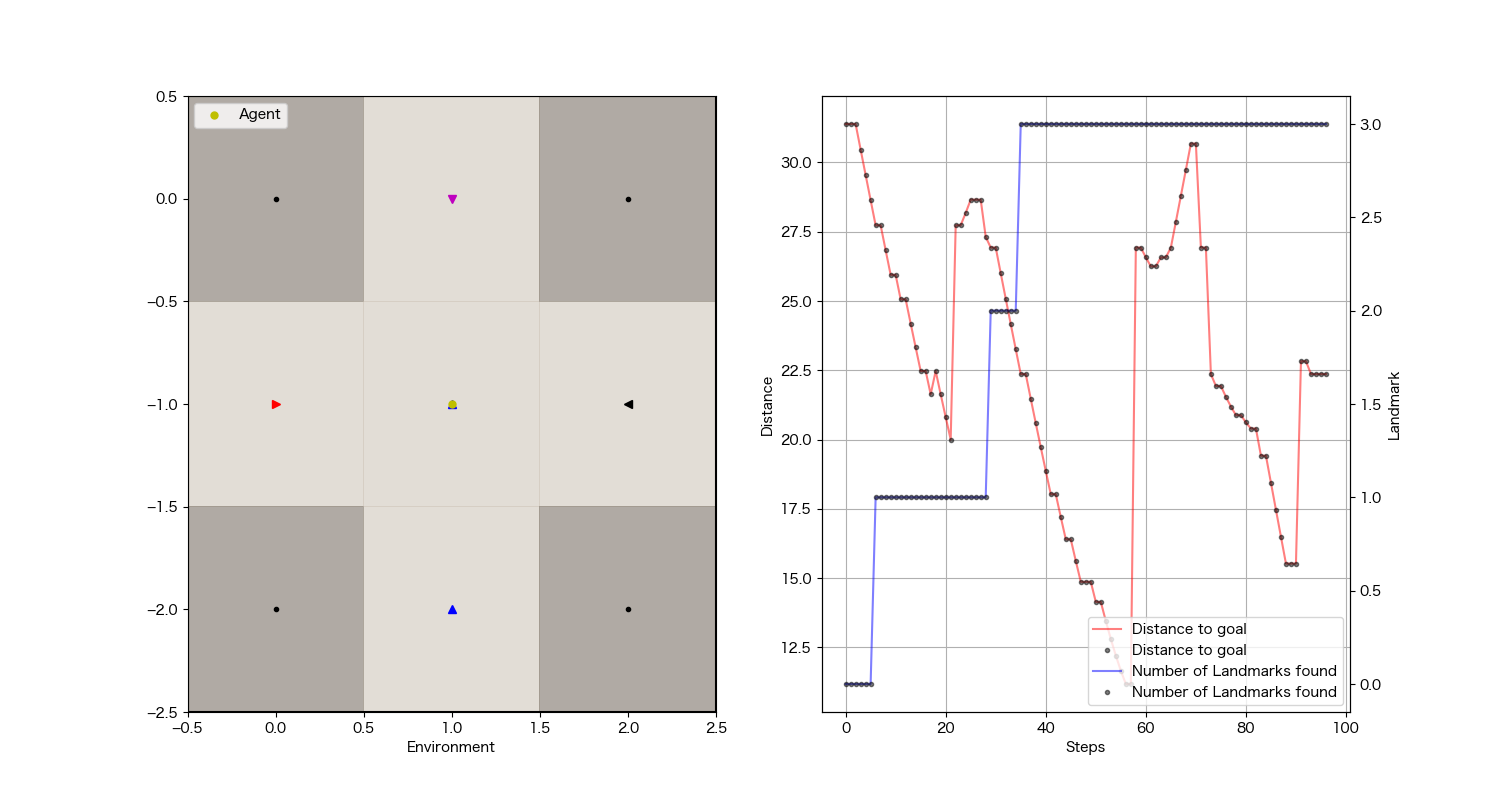 Agent
0.5
0.0
−0.5
−1.0
−1.5
−2.0
−2.5
−0.5 0.0 0.5 1.0 1.5 2.0 2.5
Environment
Distance
30.0
27.5
25.0
22.5
20.0
17.5
15.0
12.5
Distance to goal
Distance to goal
Number of Landmarks found
Number of Landmarks found
0 20 40 60 80 100
Steps
3.0
2.5
2.0
1.5
1.0
0.5
0.0
Landmark